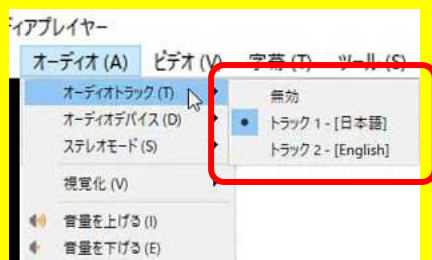 ィアプレイヤー
オーディオ (A) ビデオ (V) 字幕 (T) ツール (S)
オーディオトラック (T)
オーディオデバイス (D)
ステレオモード (S)
視覚化 (V)
音量を上げる (I)
音量を下げる (E)
無効
トラック 1 - [日本語]
トラック 2 - [English]